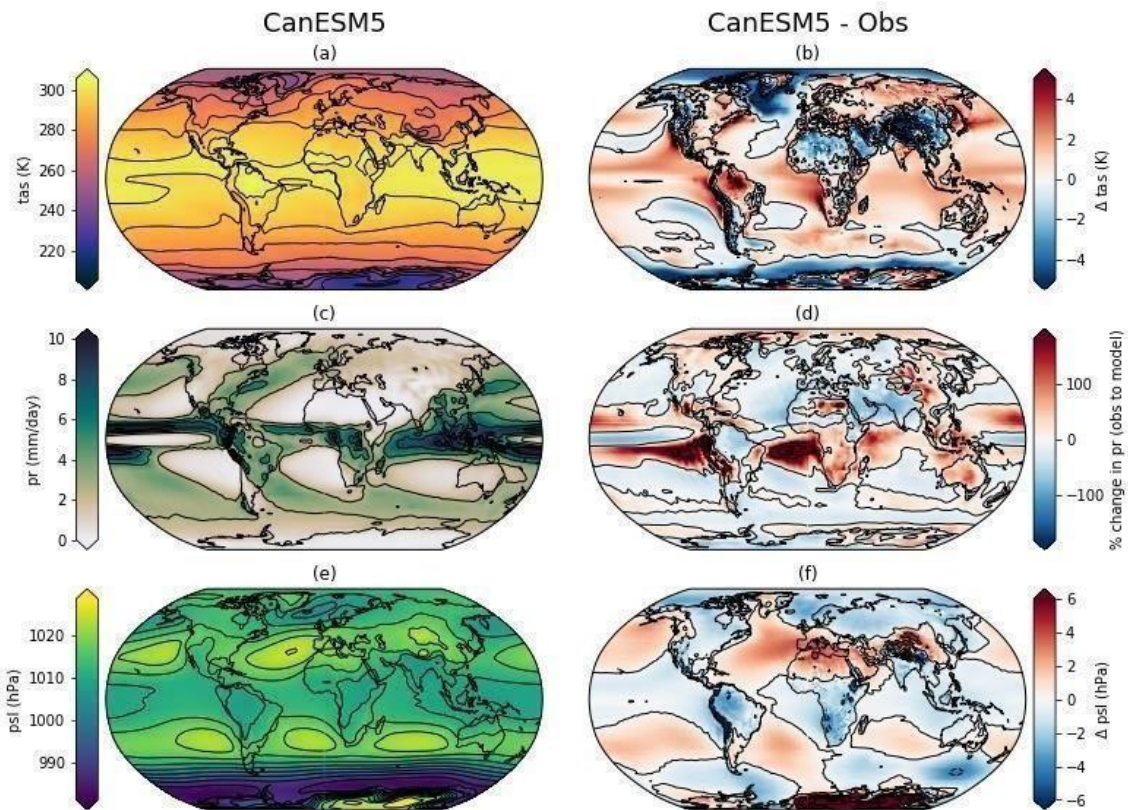 CanESM5
CanESM5 - Obs
(a)
(b)
300
280
260
240
220
tas (K)
4
2
0
−2
−4
Δ tas (K)
(c)
(d)
10
8
6
4
2
0
pr (mm/day)
100
0
−100
% change in pr (obs to model)
(e)
(f)
1020
1010
1000
990
psl (hPa)
6
4
2
0
−2
−4
−6
Δ psl (hPa)